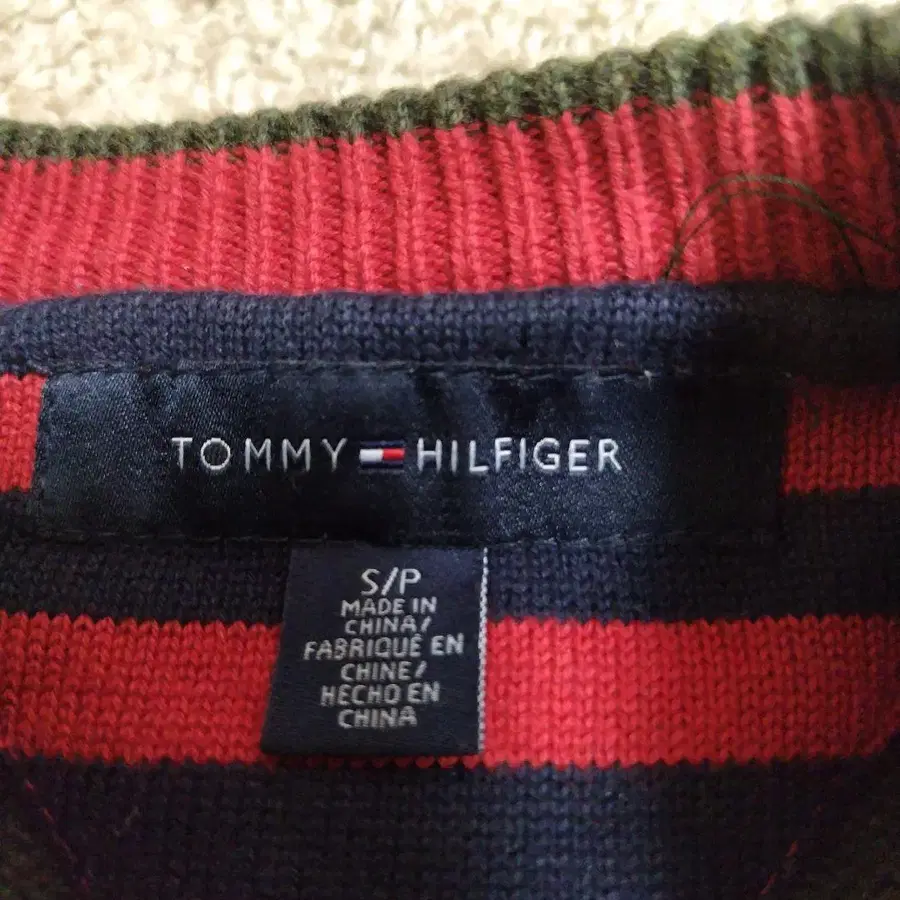 TOMMY HILFIGER
S/P
MADE IN
CHINA/
FABRIQUÉ EN
CHINE/
HECHO EN
CHINA